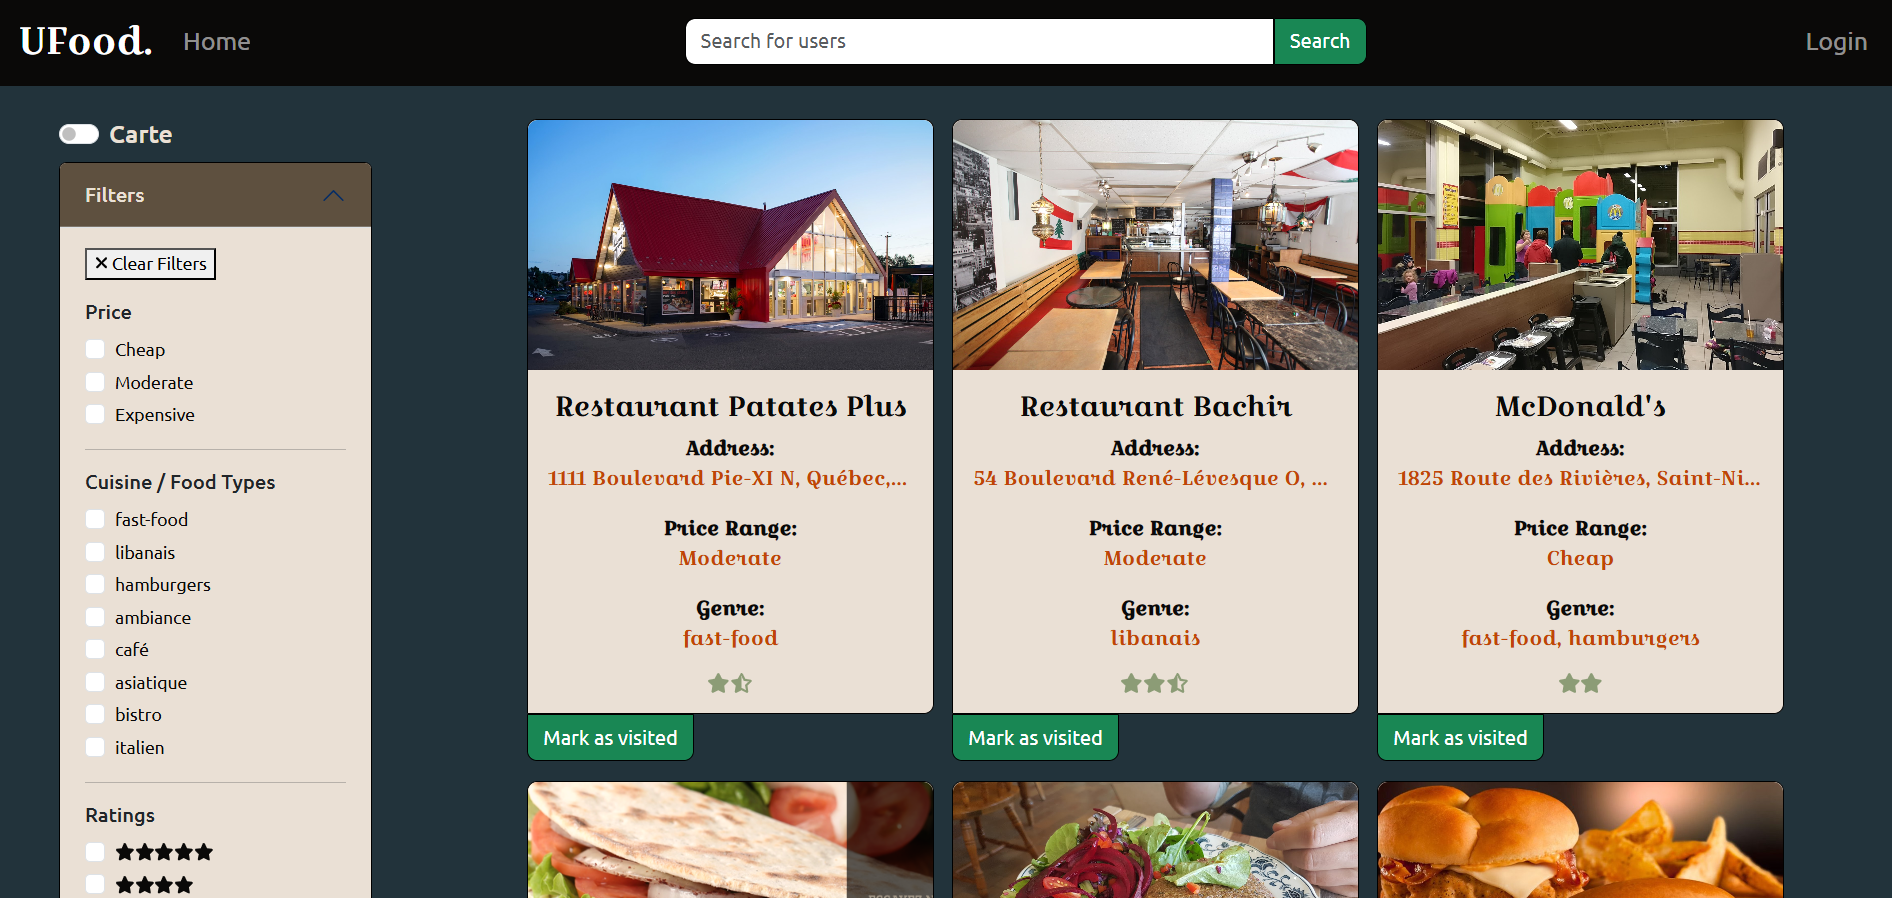 UFood.
Home
Search for users
Search
Login
Carte
Filters
Clear Filters
Price
Cheap
Moderate
Expensive
Cuisine / Food Types
fast-food
libanais
hamburgers
ambiance
café
asiatique
bistro
italien
Ratings
Restaurant Patates Plus
Address:
1111 Boulevard Pie-XI N, Québec,...
Price Range:
Moderate
Genre:
fast-food
Mark as visited
Restaurant Bachir
Address:
54 Boulevard René-Lévesque O, ...
Price Range:
Moderate
Genre:
libanais
Mark as visited
McDonald's
Address:
1825 Route des Rivières, Saint-Ni...
Price Range:
Cheap
Genre:
fast-food, hamburgers
Mark as visited